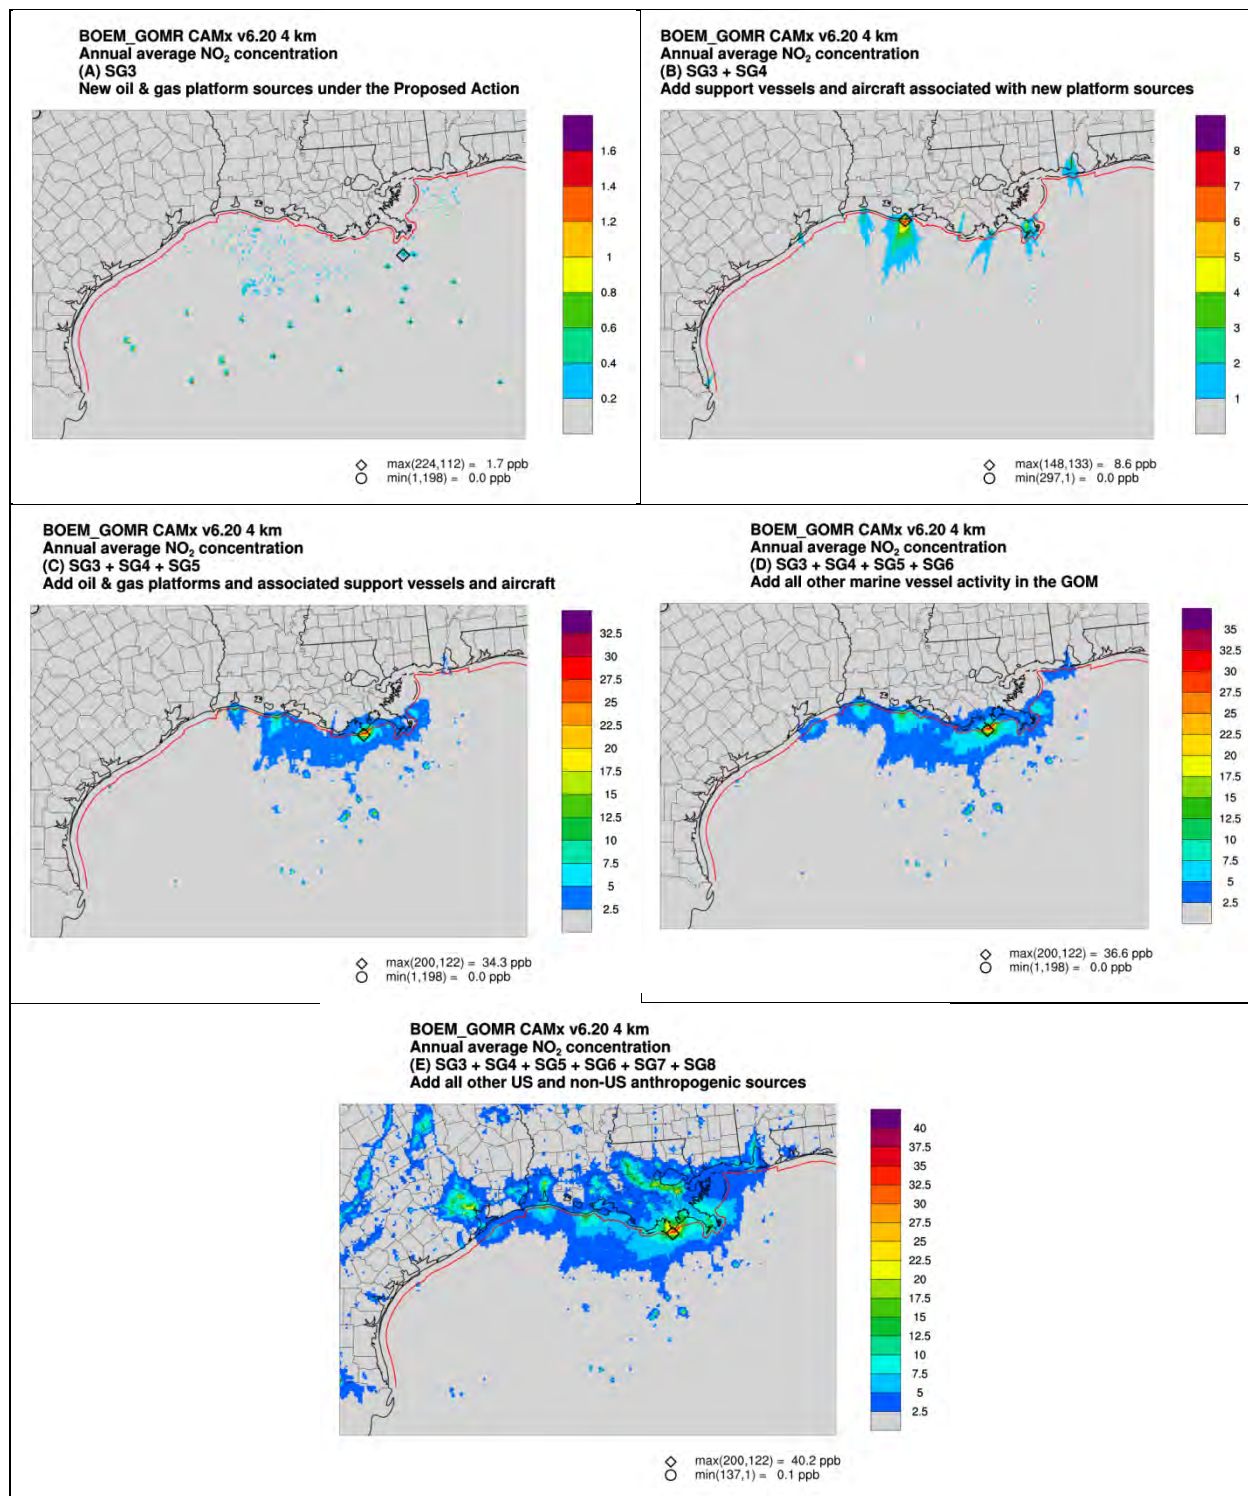 BOEM_GOMR CAMx v6.20 4 km
Annual average NO₂ concentration
(A) SG3
New oil & gas platform sources under the Proposed Action
1.6
1.4
1.2
1
0.8
0.6
0.4
0.2
max(224,112) = 1.7 ppb
min(1,198) = 0.0 ppb
BOEM_GOMR CAMx v6.20 4 km
Annual average NO₂ concentration
(B) SG3 + SG4
Add support vessels and aircraft associated with new platform sources
8
7
6
5
4
3
2
1
max(148,133) = 8.6 ppb
min(297,1) = 0.0 ppb
BOEM_GOMR CAMx v6.20 4 km
Annual average NO₂ concentration
(C) SG3 + SG4 + SG5
Add oil & gas platforms and associated support vessels and aircraft
32.5
30
27.5
25
22.5
20
17.5
15
12.5
10
7.5
5
2.5
max(200,122) = 34.3 ppb
min(1,198) = 0.0 ppb
BOEM_GOMR CAMx v6.20 4 km
Annual average NO₂ concentration
(D) SG3 + SG4 + SG5 + SG6
Add all other marine vessel activity in the GOM
35
32.5
30
27.5
25
22.5
20
17.5
15
12.5
10
7.5
5
2.5
max(200,122) = 36.6 ppb
min(1,198) = 0.0 ppb
BOEM_GOMR CAMx v6.20 4 km
Annual average NO₂ concentration
(E) SG3 + SG4 + SG5 + SG6 + SG7 + SG8
Add all other US and non-US anthropogenic sources
40
37.5
35
32.5
30
27.5
25
22.5
20
17.5
15
12.5
10
7.5
5
2.5
max(200,122) = 40.2 ppb
min(137,1) = 0.1 ppb